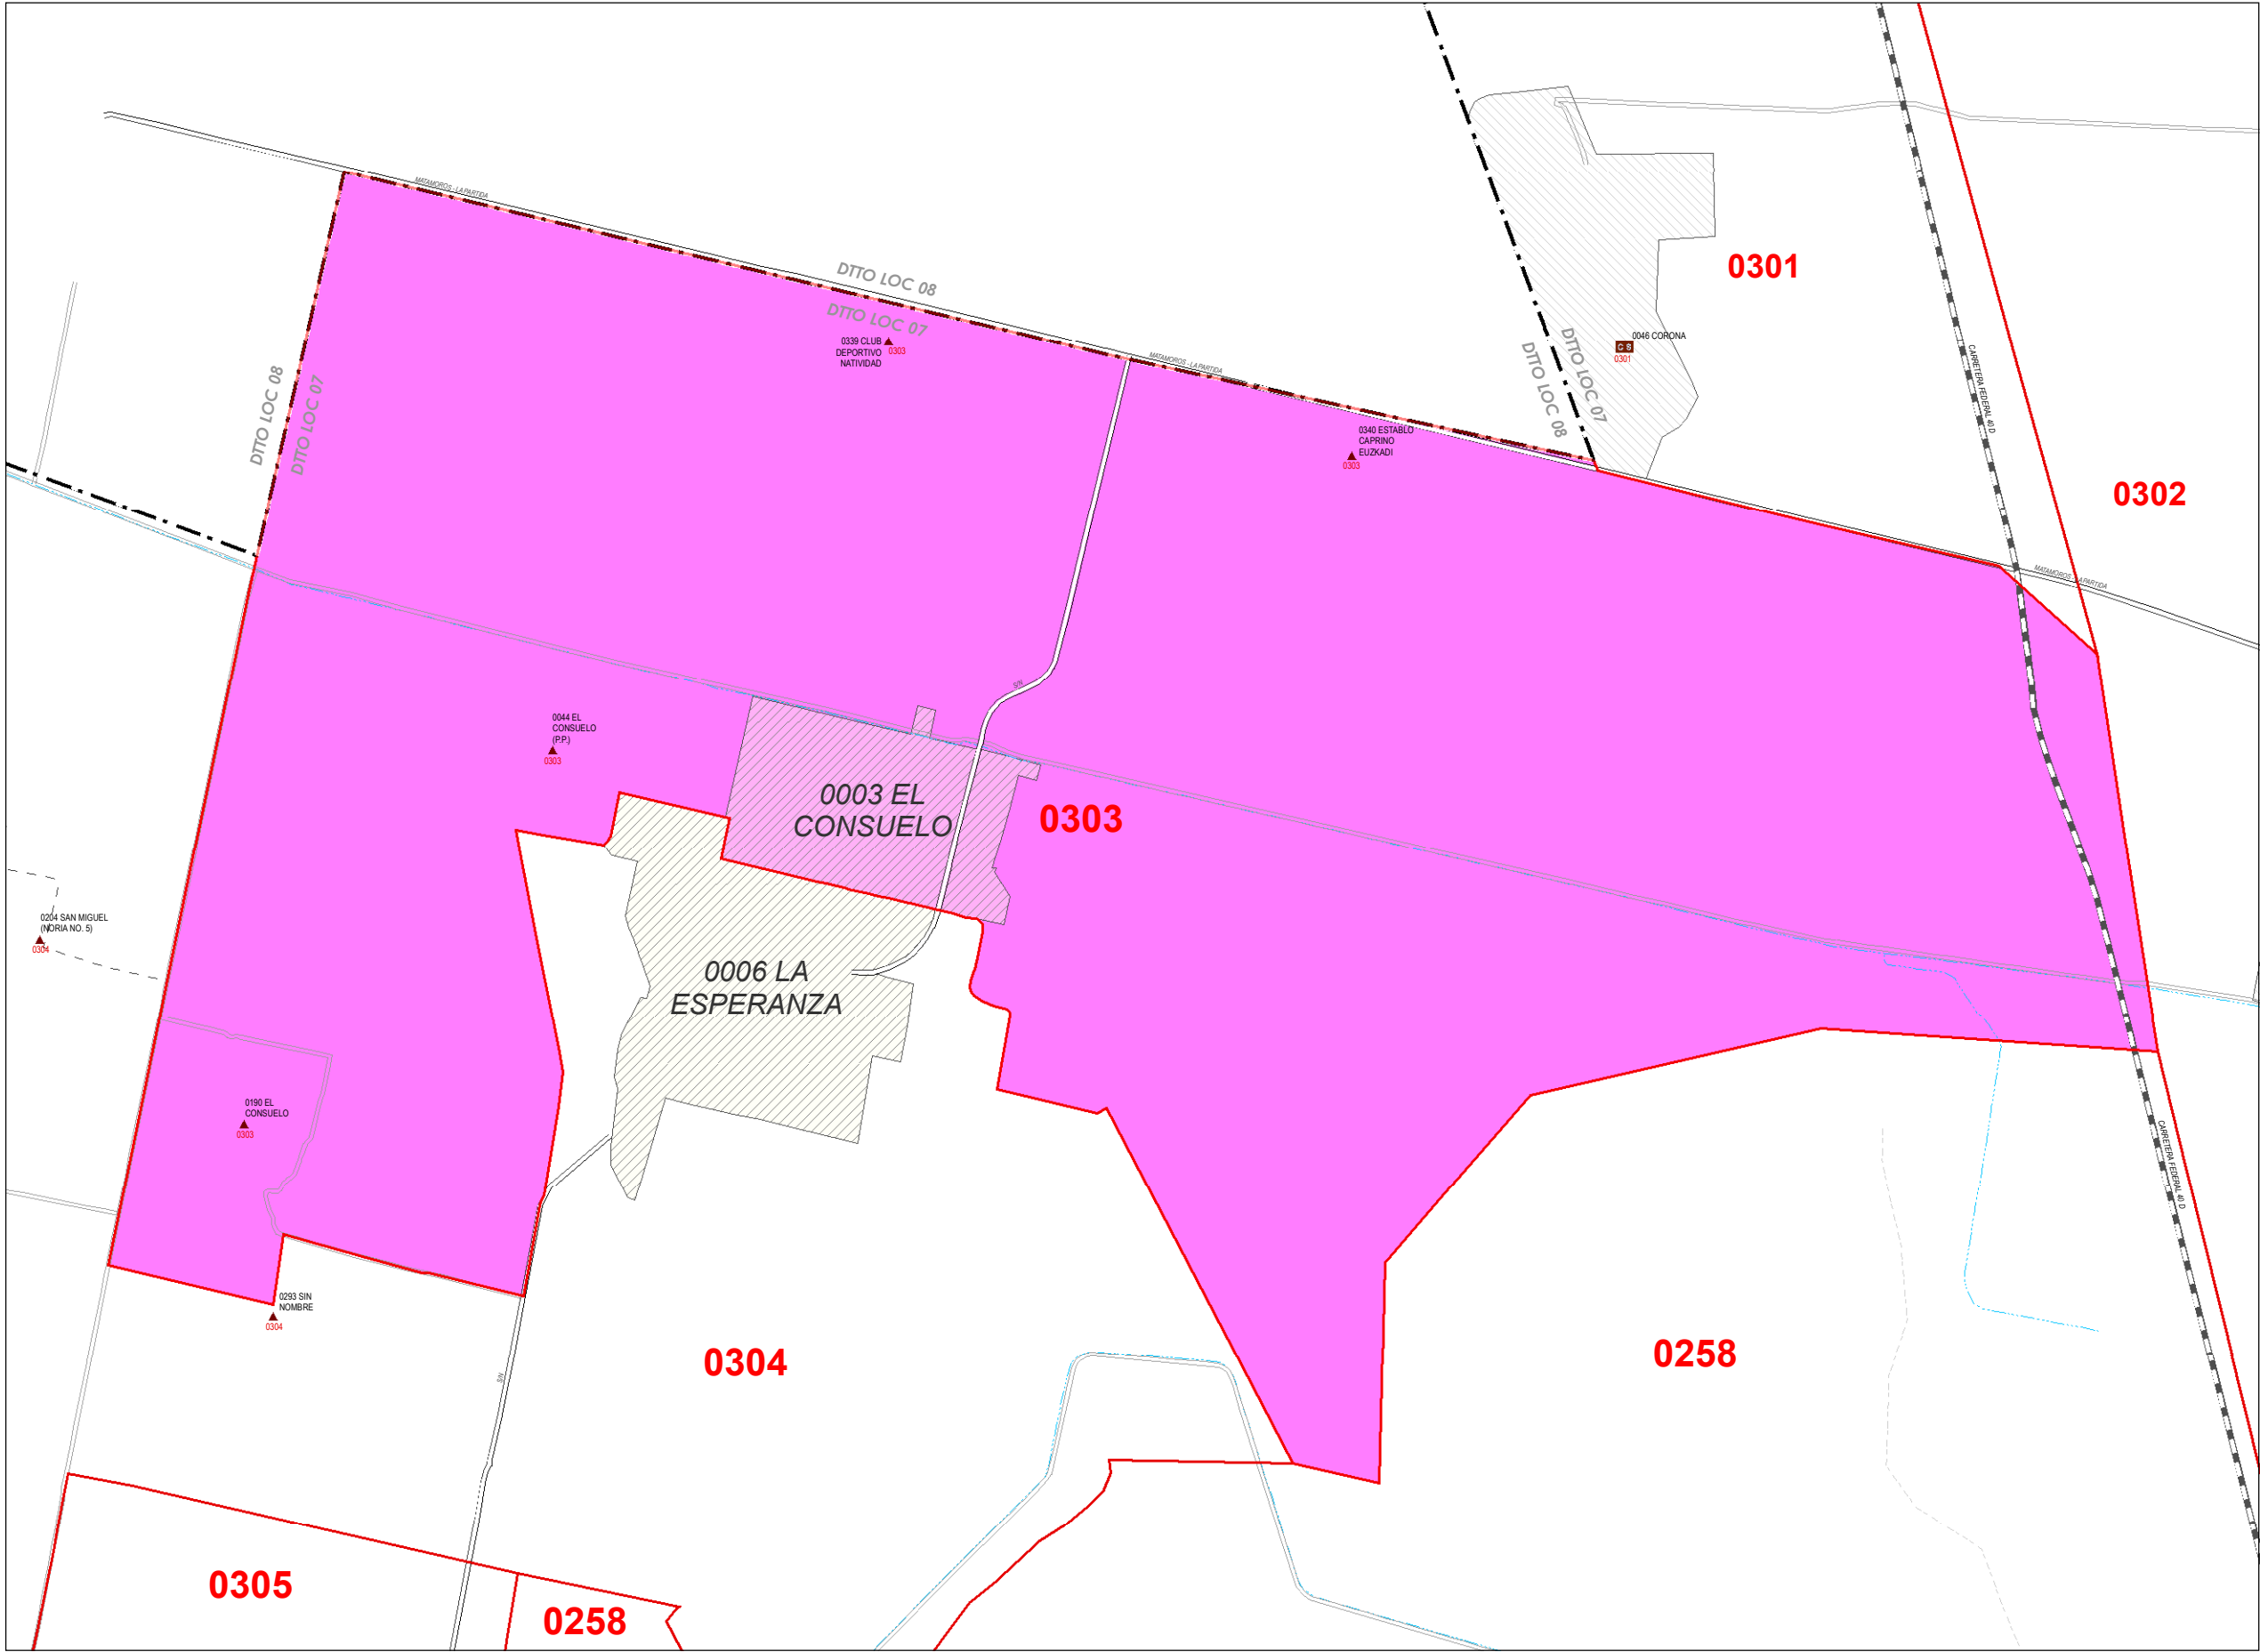 MATAMOROS - LA PARTIDA
DTTO LOC 08
DTTO LOC 07
0301
0339 CLUB
DEPORTIVO
NATIVIDAD
0303
MATAMOROS - LA PARTIDA
DTTO LOC 07
DTTO LOC 08
0046 CORONA
C S
0301
CARRETERA FEDERAL 40 D
DTTO LOC 08
DTTO LOC 07
0340 ESTABLO
CAPRINO
EUZKADI
0303
0302
MATAMOROS - LA PARTIDA
S/N
0044 EL
CONSUELO
(P.P.)
0303
0003 EL
CONSUELO
0303
0204 SAN MIGUEL
(NORIA NO. 5)
0304
0006 LA
ESPERANZA
0190 EL
CONSUELO
0303
CARRETERA FEDERAL 40 D
0293 SIN
NOMBRE
0304
S/N
0304
0258
0305
0258